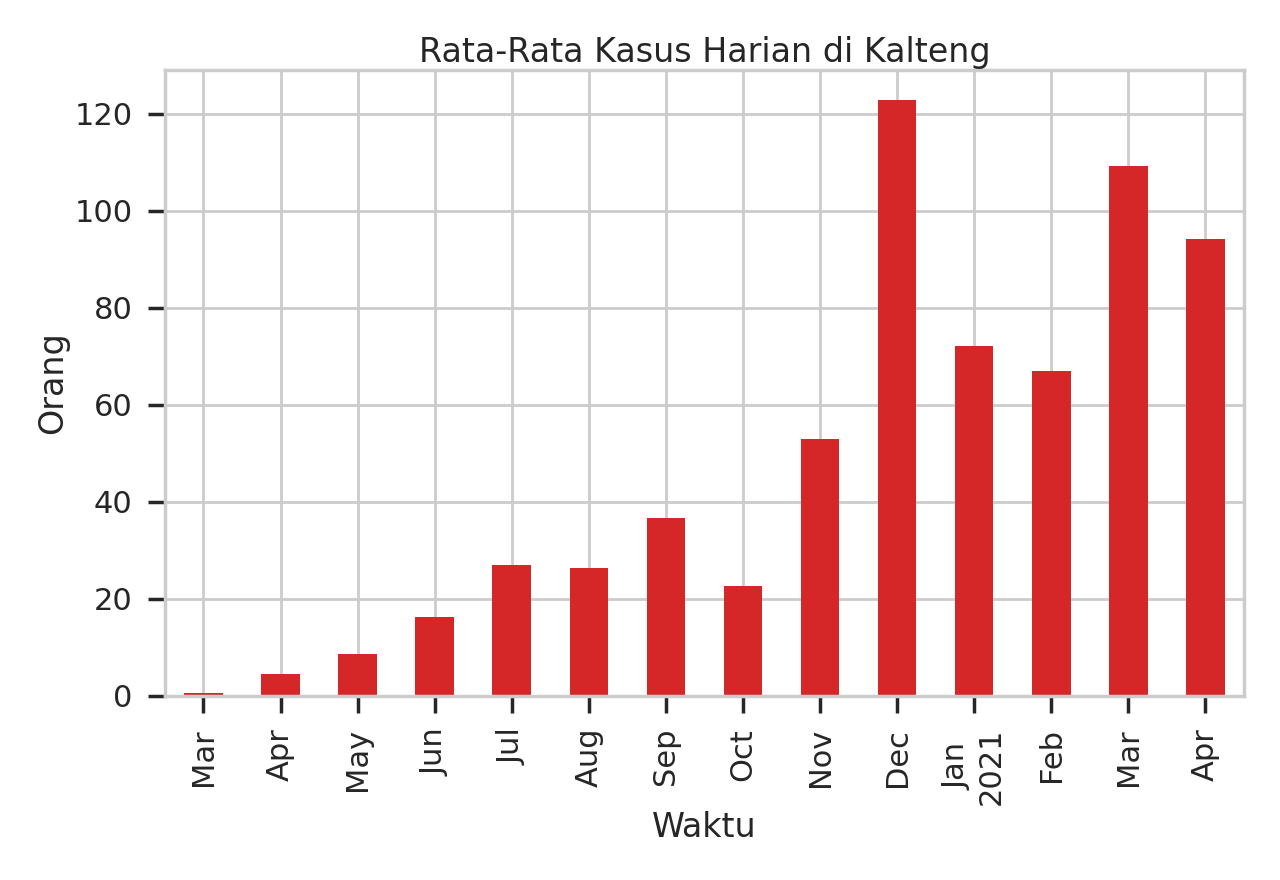 Rata-Rata Kasus Harian di Kalteng
120
100
80
60
40
20
0
Orang
Mar
Apr
May
Jun
Jul
Aug
Sep
Oct
Nov
Dec
Jan
2021
Feb
Mar
Apr
Waktu